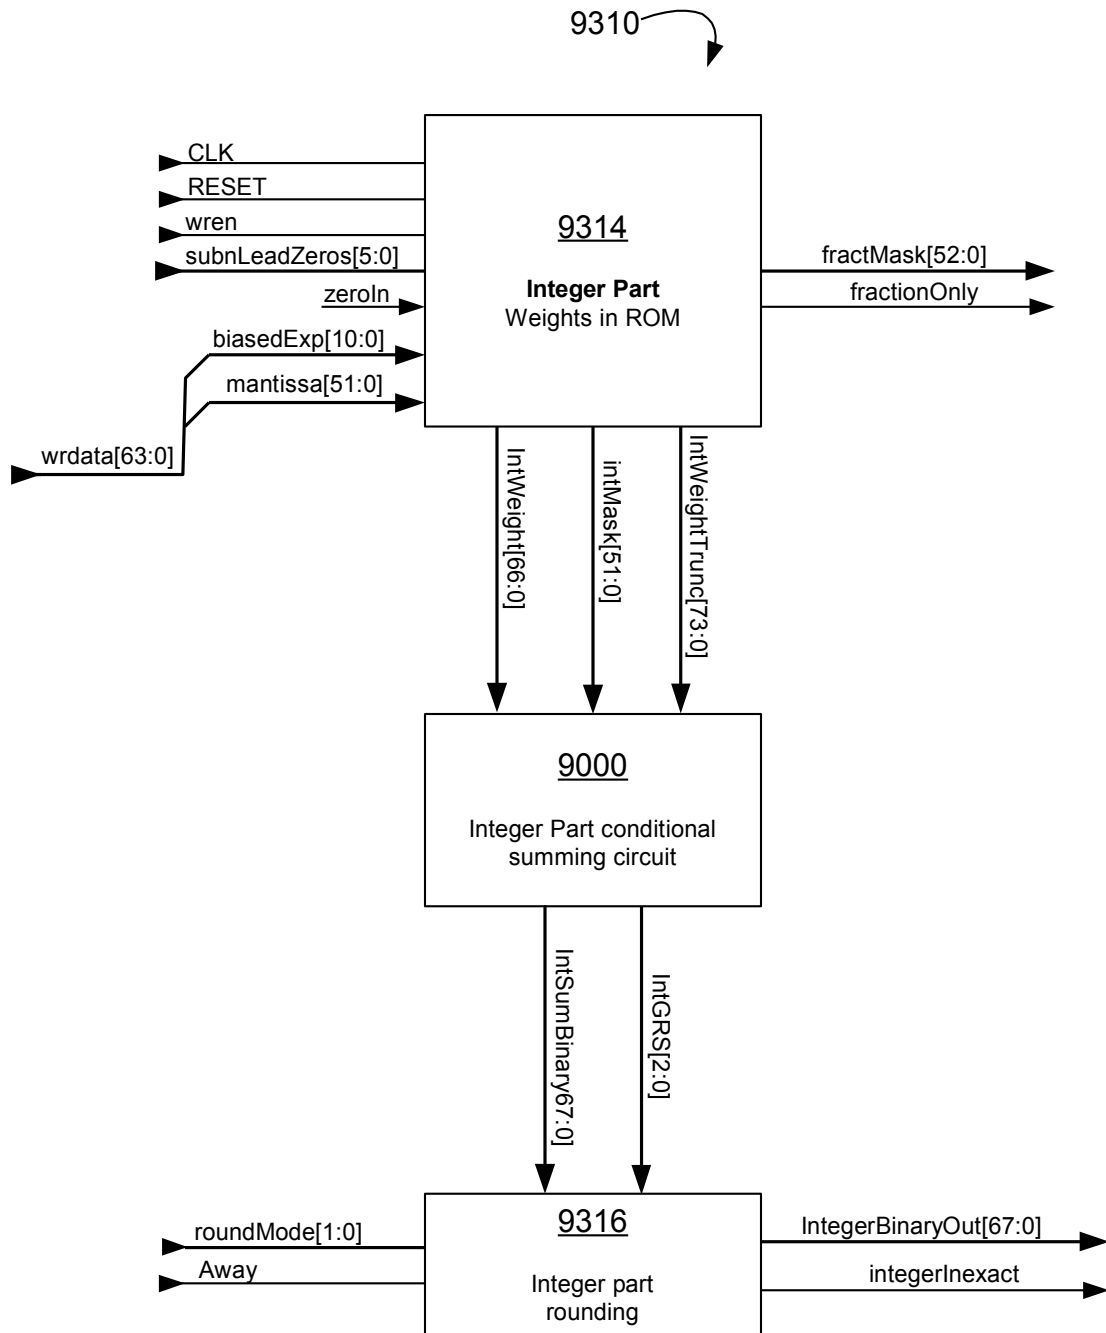 9310
CLK
RESET
wren
subnLeadZeros[5:0]
zeroIn
biasedExp[10:0]
mantissa[51:0]
wrdata[63:0]
9314
Integer Part
Weights in ROM
fractMask[52:0]
fractionOnly
IntWeight[66:0]
intMask[51:0]
IntWeightTrunc[73:0]
9000
Integer Part conditional
summing circuit
IntSumBinary67:0]
IntGRS[2:0]
roundMode[1:0]
Away
9316
Integer part
rounding
IntegerBinaryOut[67:0]
integerInexact